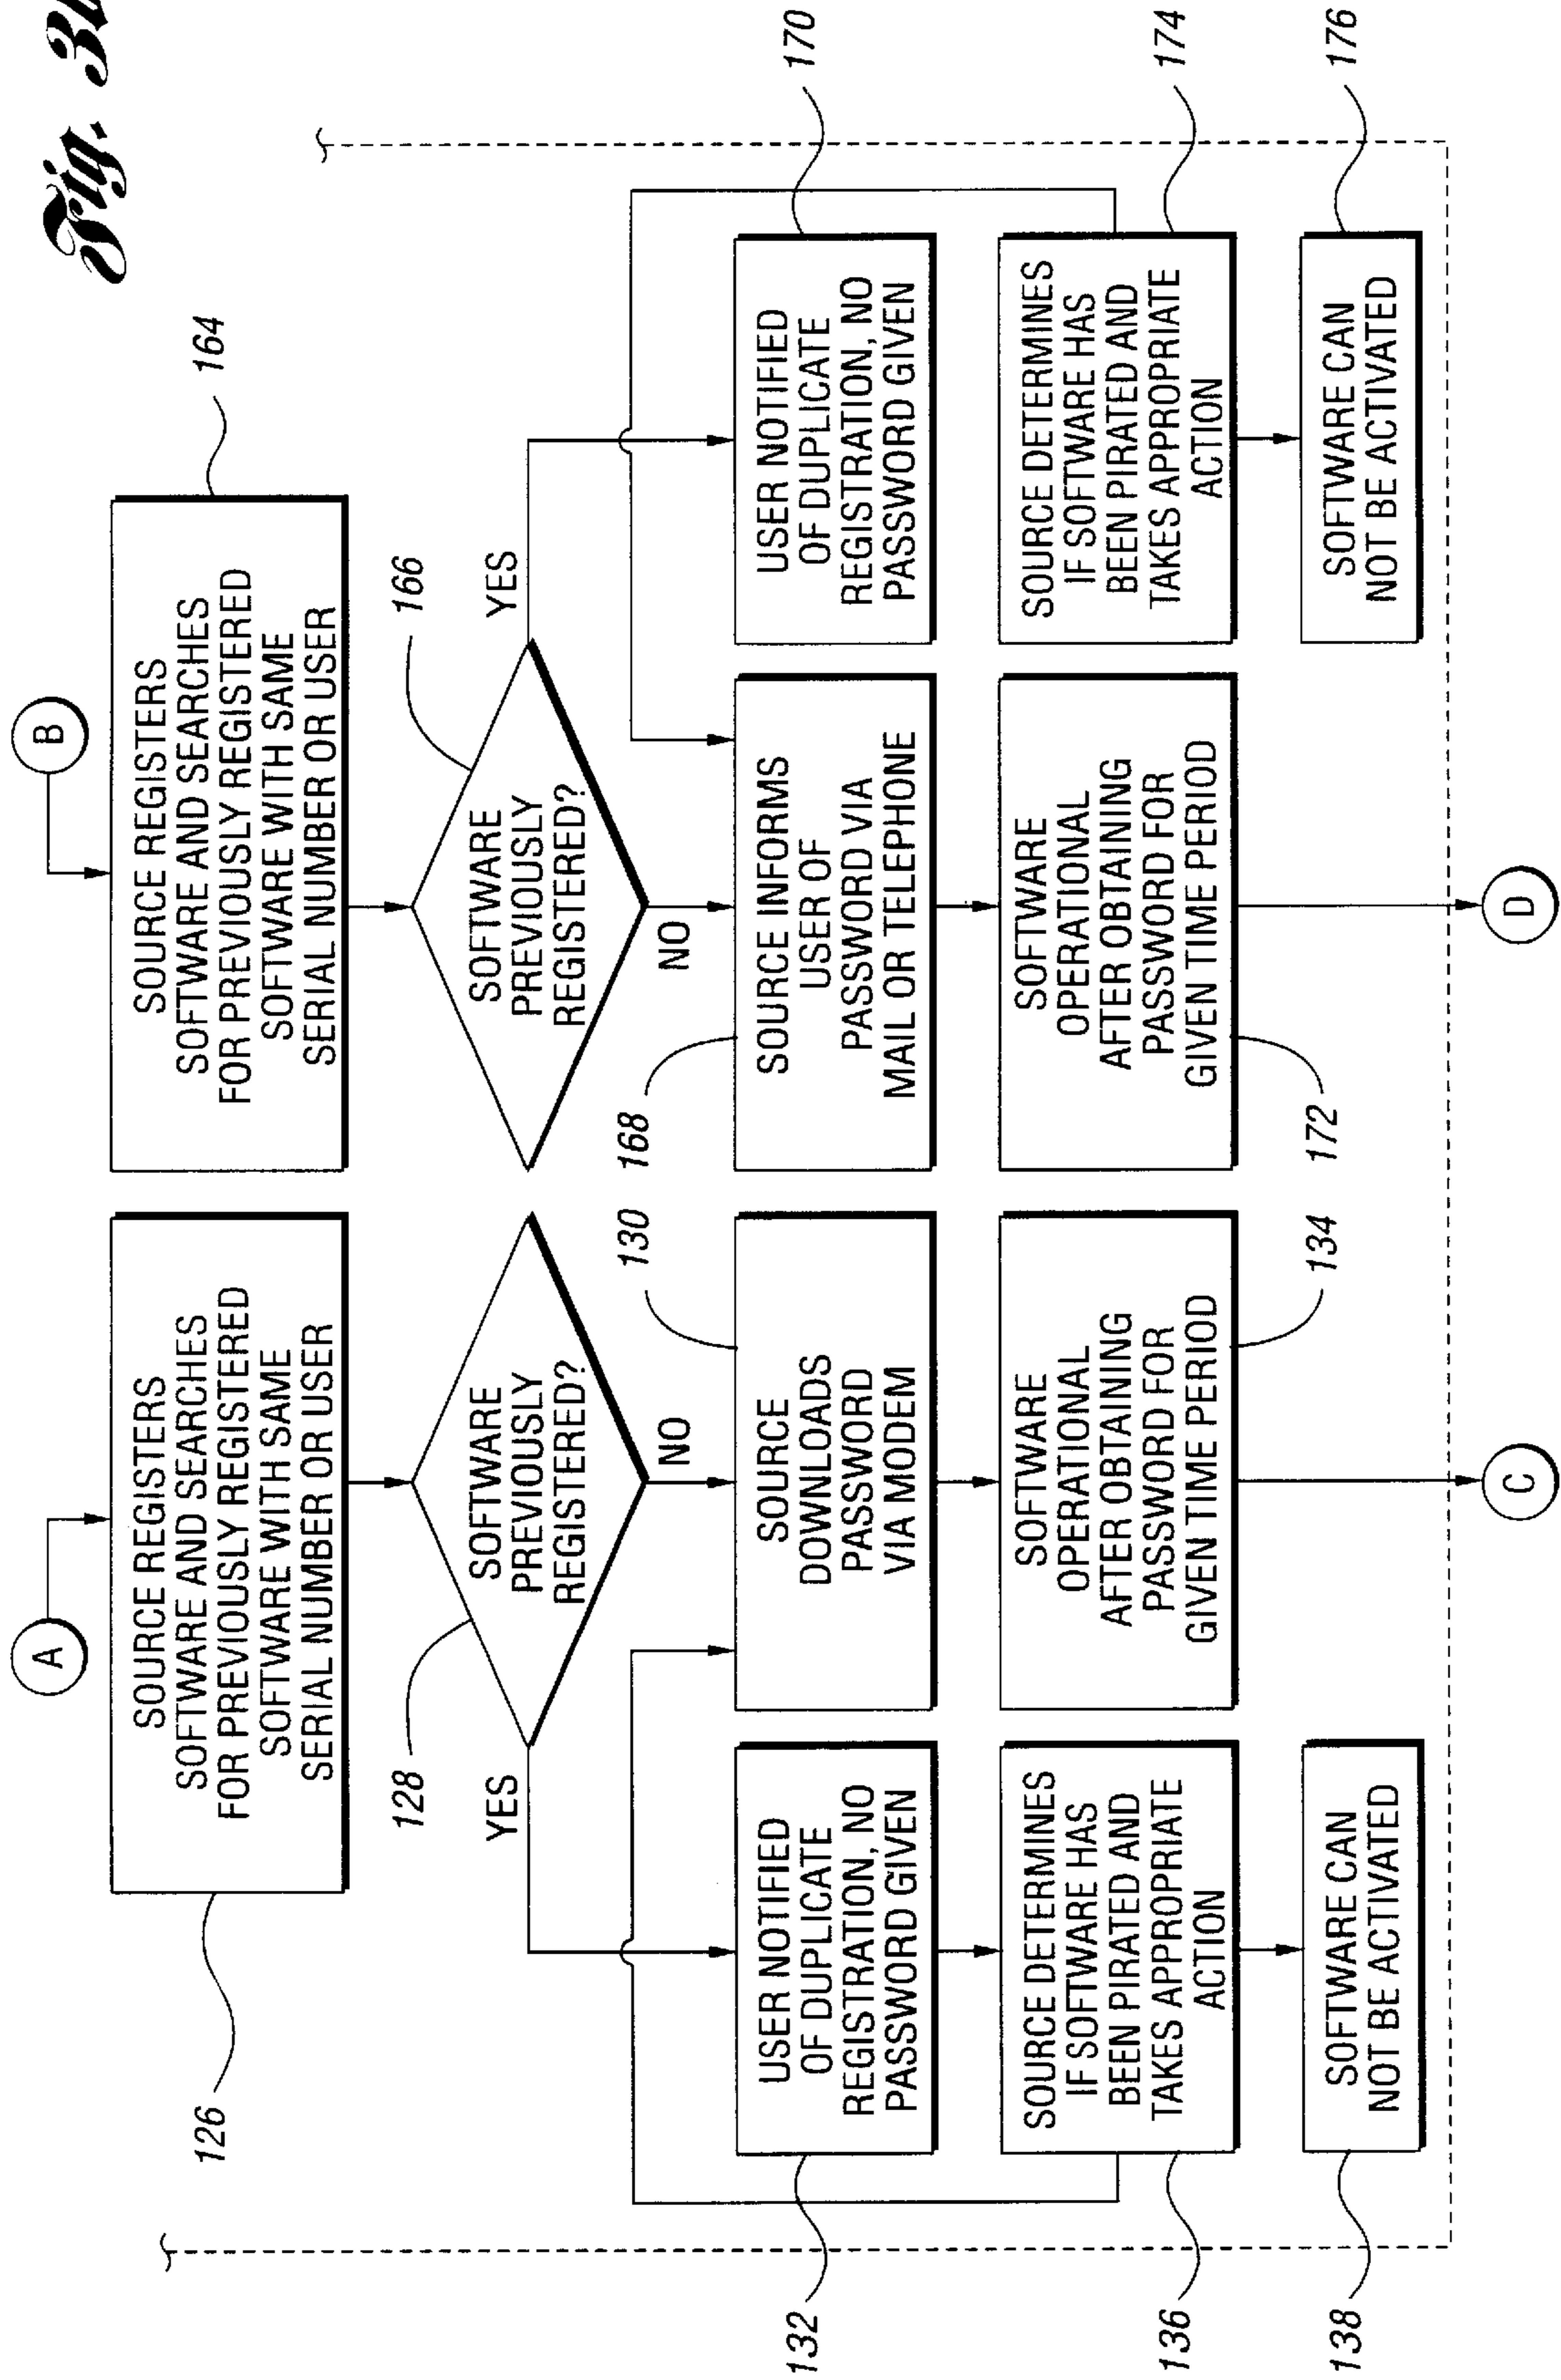 Fig.
A
B
126
SOURCE REGISTERS
SOFTWARE AND SEARCHES
FOR PREVIOUSLY REGISTERED
SOFTWARE WITH SAME
SERIAL NUMBER OR USER
SOURCE REGISTERS
SOFTWARE AND SEARCHES
FOR PREVIOUSLY REGISTERED
SOFTWARE WITH SAME
SERIAL NUMBER OR USER
164
128
SOFTWARE
PREVIOUSLY
REGISTERED?
YES
NO
166
SOFTWARE
PREVIOUSLY
REGISTERED?
YES
NO
132
USER NOTIFIED
OF DUPLICATE
REGISTRATION, NO
PASSWORD GIVEN
130
SOURCE
DOWNLOADS
PASSWORD
VIA MODEM
168
SOURCE INFORMS
USER OF
PASSWORD VIA
MAIL OR TELEPHONE
USER NOTIFIED
OF DUPLICATE
REGISTRATION, NO
PASSWORD GIVEN
170
136
SOURCE DETERMINES
IF SOFTWARE HAS
BEEN PIRATED AND
TAKES APPROPRIATE
ACTION
SOFTWARE
OPERATIONAL
AFTER OBTAINING
PASSWORD FOR
GIVEN TIME PERIOD
134
SOFTWARE
OPERATIONAL
AFTER OBTAINING
PASSWORD FOR
GIVEN TIME PERIOD
172
SOURCE DETERMINES
IF SOFTWARE HAS
BEEN PIRATED AND
TAKES APPROPRIATE
ACTION
174
138
SOFTWARE CAN
NOT BE ACTIVATED
SOFTWARE CAN
NOT BE ACTIVATED
176
C
D